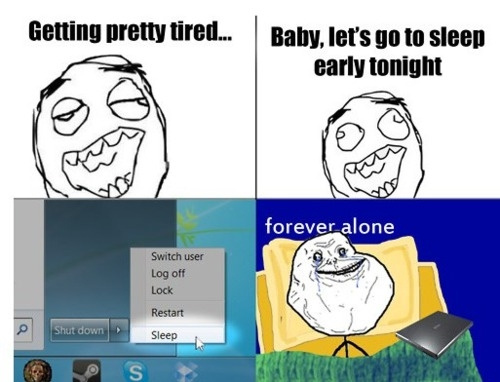 Getting pretty tired...
Baby, let's go to sleep
early tonight
Switch user
Log off
Lock
Restart
Shut down
Sleep
forever alone